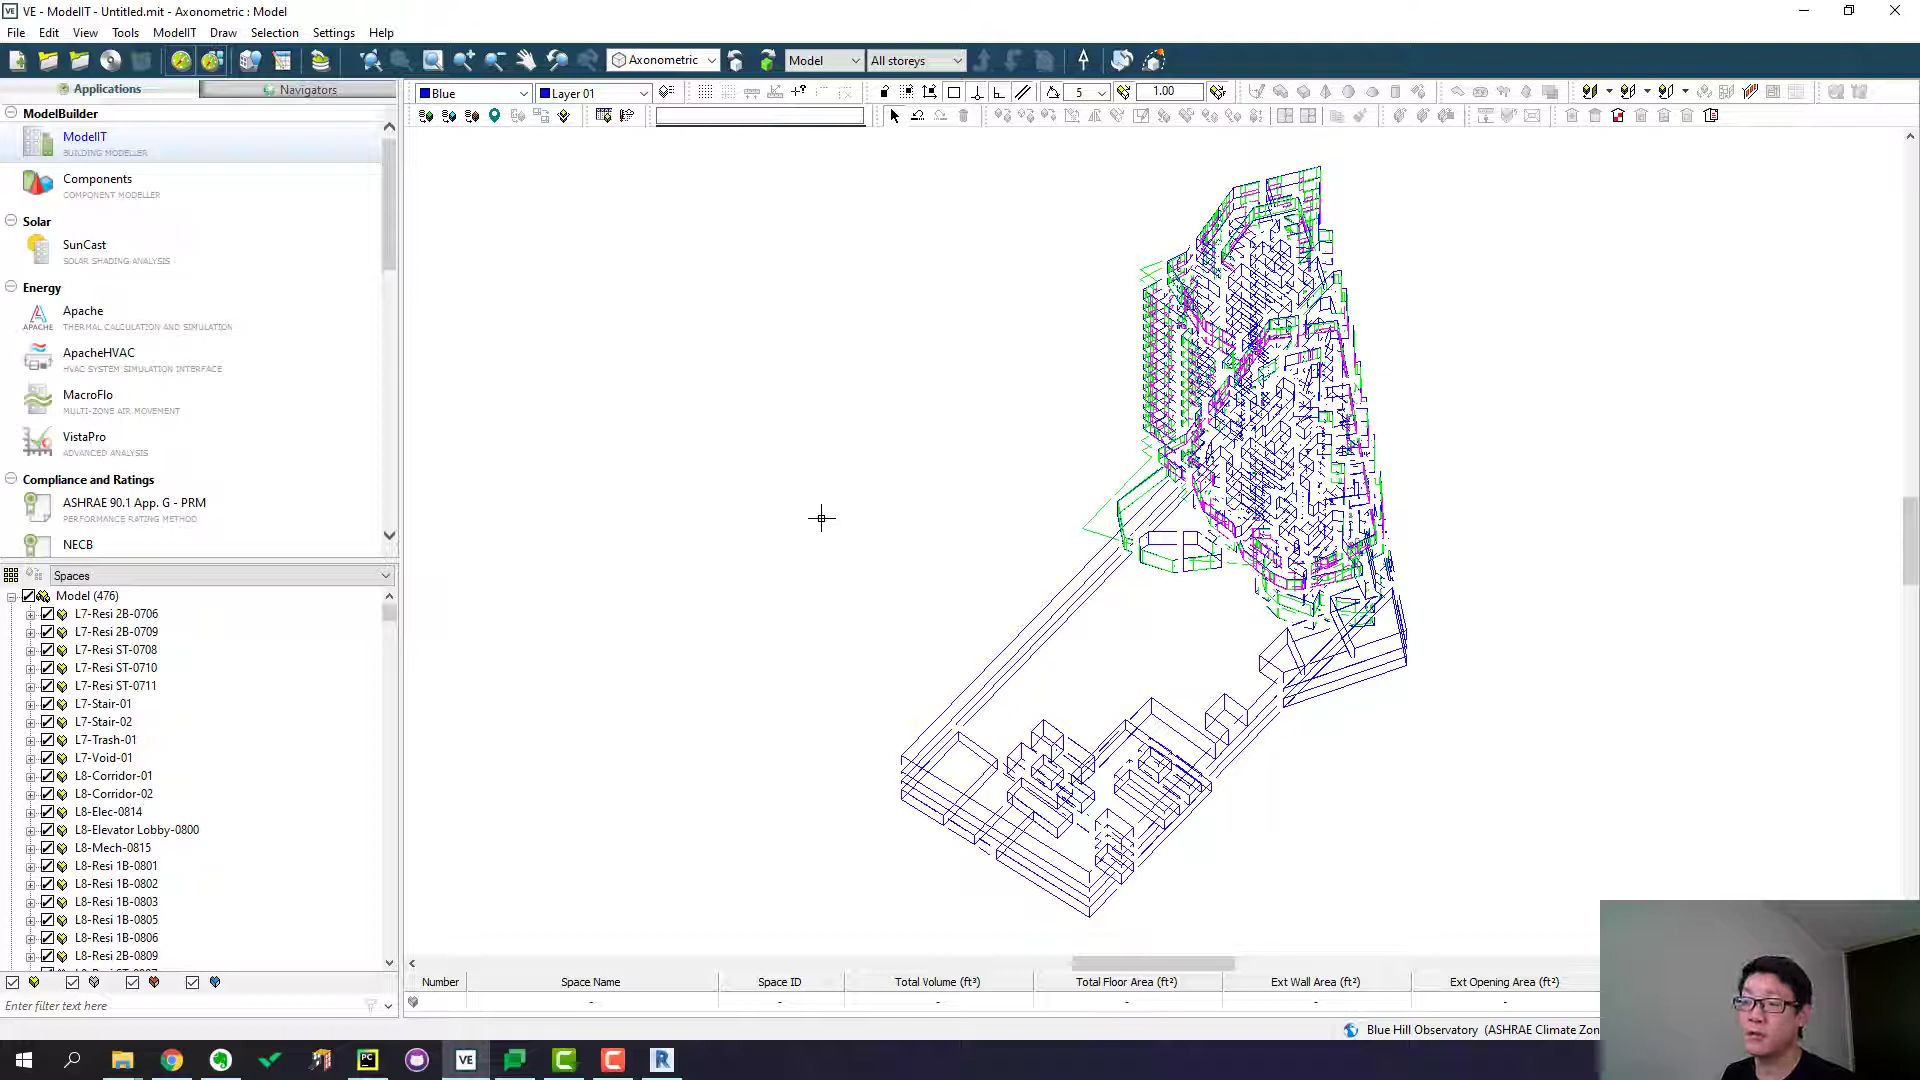 VE - ModelIT - Untitled.mit - Axonometric : Model
File Edit View Tools ModelIT Draw Selection Settings Help
Axonometric Model All storeys
Applications Navigators
Blue Layer 01 5 1.00
ModelBuilder
ModelIT
BUILDING MODELLER
Components
COMPONENT MODELLER
Solar
SunCast
SOLAR SHADING ANALYSIS
Energy
Apache
APACHE THERMAL CALCULATION AND SIMULATION
ApacheHVAC
HVAC SYSTEM SIMULATION INTERFACE
MacroFlo
MULTI-ZONE AIR MOVEMENT
VistaPro
ADVANCED ANALYSIS
Compliance and Ratings
ASHRAE 90.1 App. G - PRM
PERFORMANCE RATING METHOD
NECB
Spaces
Model (476)
L7-Resi 2B-0706
L7-Resi 2B-0709
L7-Resi ST-0708
L7-Resi ST-0710
L7-Resi ST-0711
L7-Stair-01
L7-Stair-02
L7-Trash-01
L7-Void-01
L8-Corridor-01
L8-Corridor-02
L8-Elec-0814
L8-Elevator Lobby-0800
L8-Mech-0815
L8-Resi 1B-0801
L8-Resi 1B-0802
L8-Resi 1B-0803
L8-Resi 1B-0805
L8-Resi 1B-0806
L8-Resi 2B-0809
Enter filter text here
Number Space Name Space ID Total Volume (ft³) Total Floor Area (ft²) Ext Wall Area (ft²) Ext Opening Area (ft²)
- - - - - -
Blue Hill Observatory (ASHRAE Climate Zon
PC VE C C R